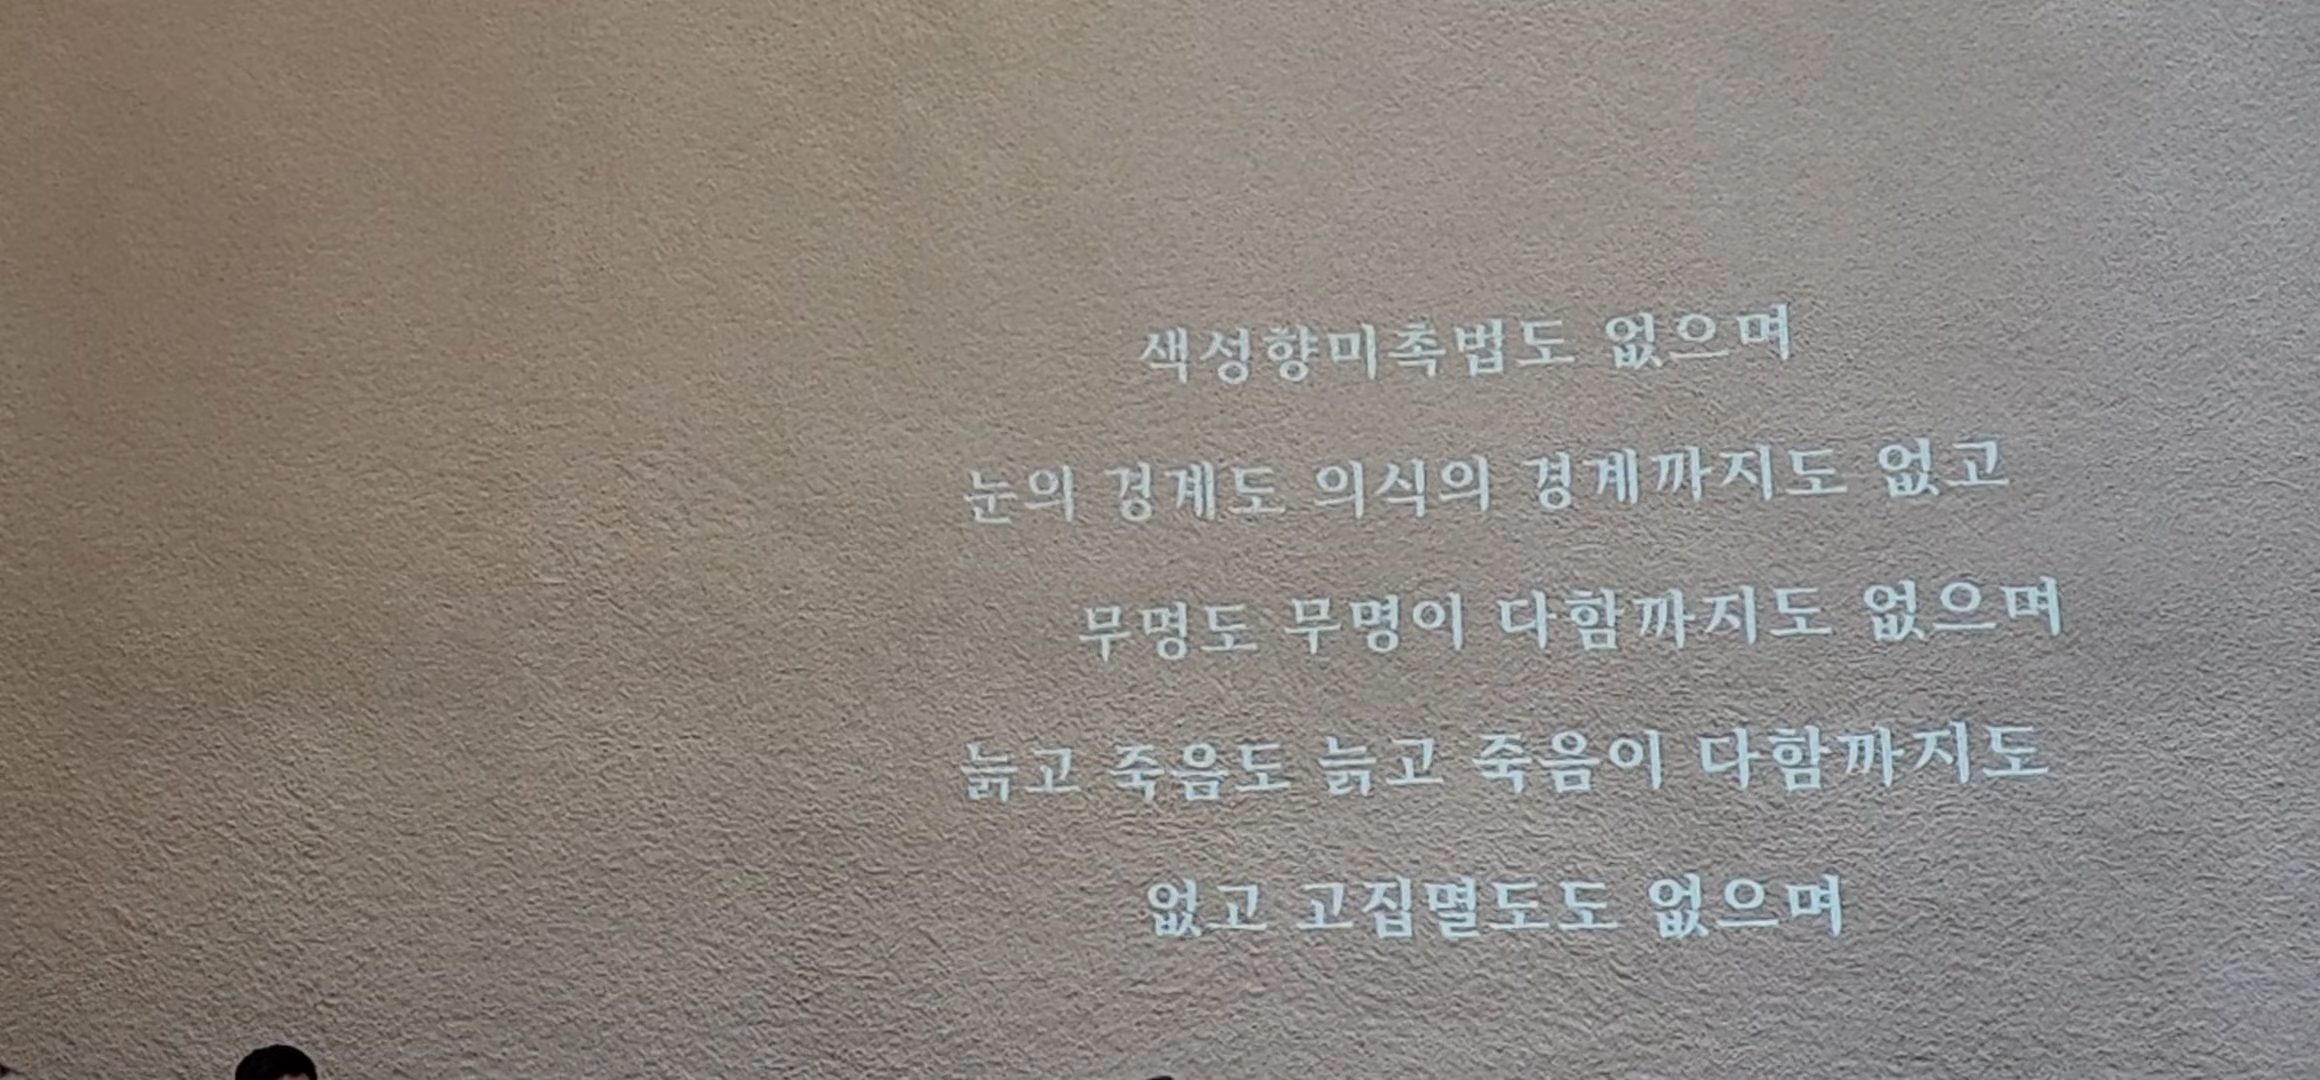 색성향미촉법도 없으며
눈의 경계도 의식의 경계까지도 없고
무명도 무명이 다함까지도 없으며
늙고 죽음도 늙고 죽음이 다함까지도
없고 고집멸도도 없으며